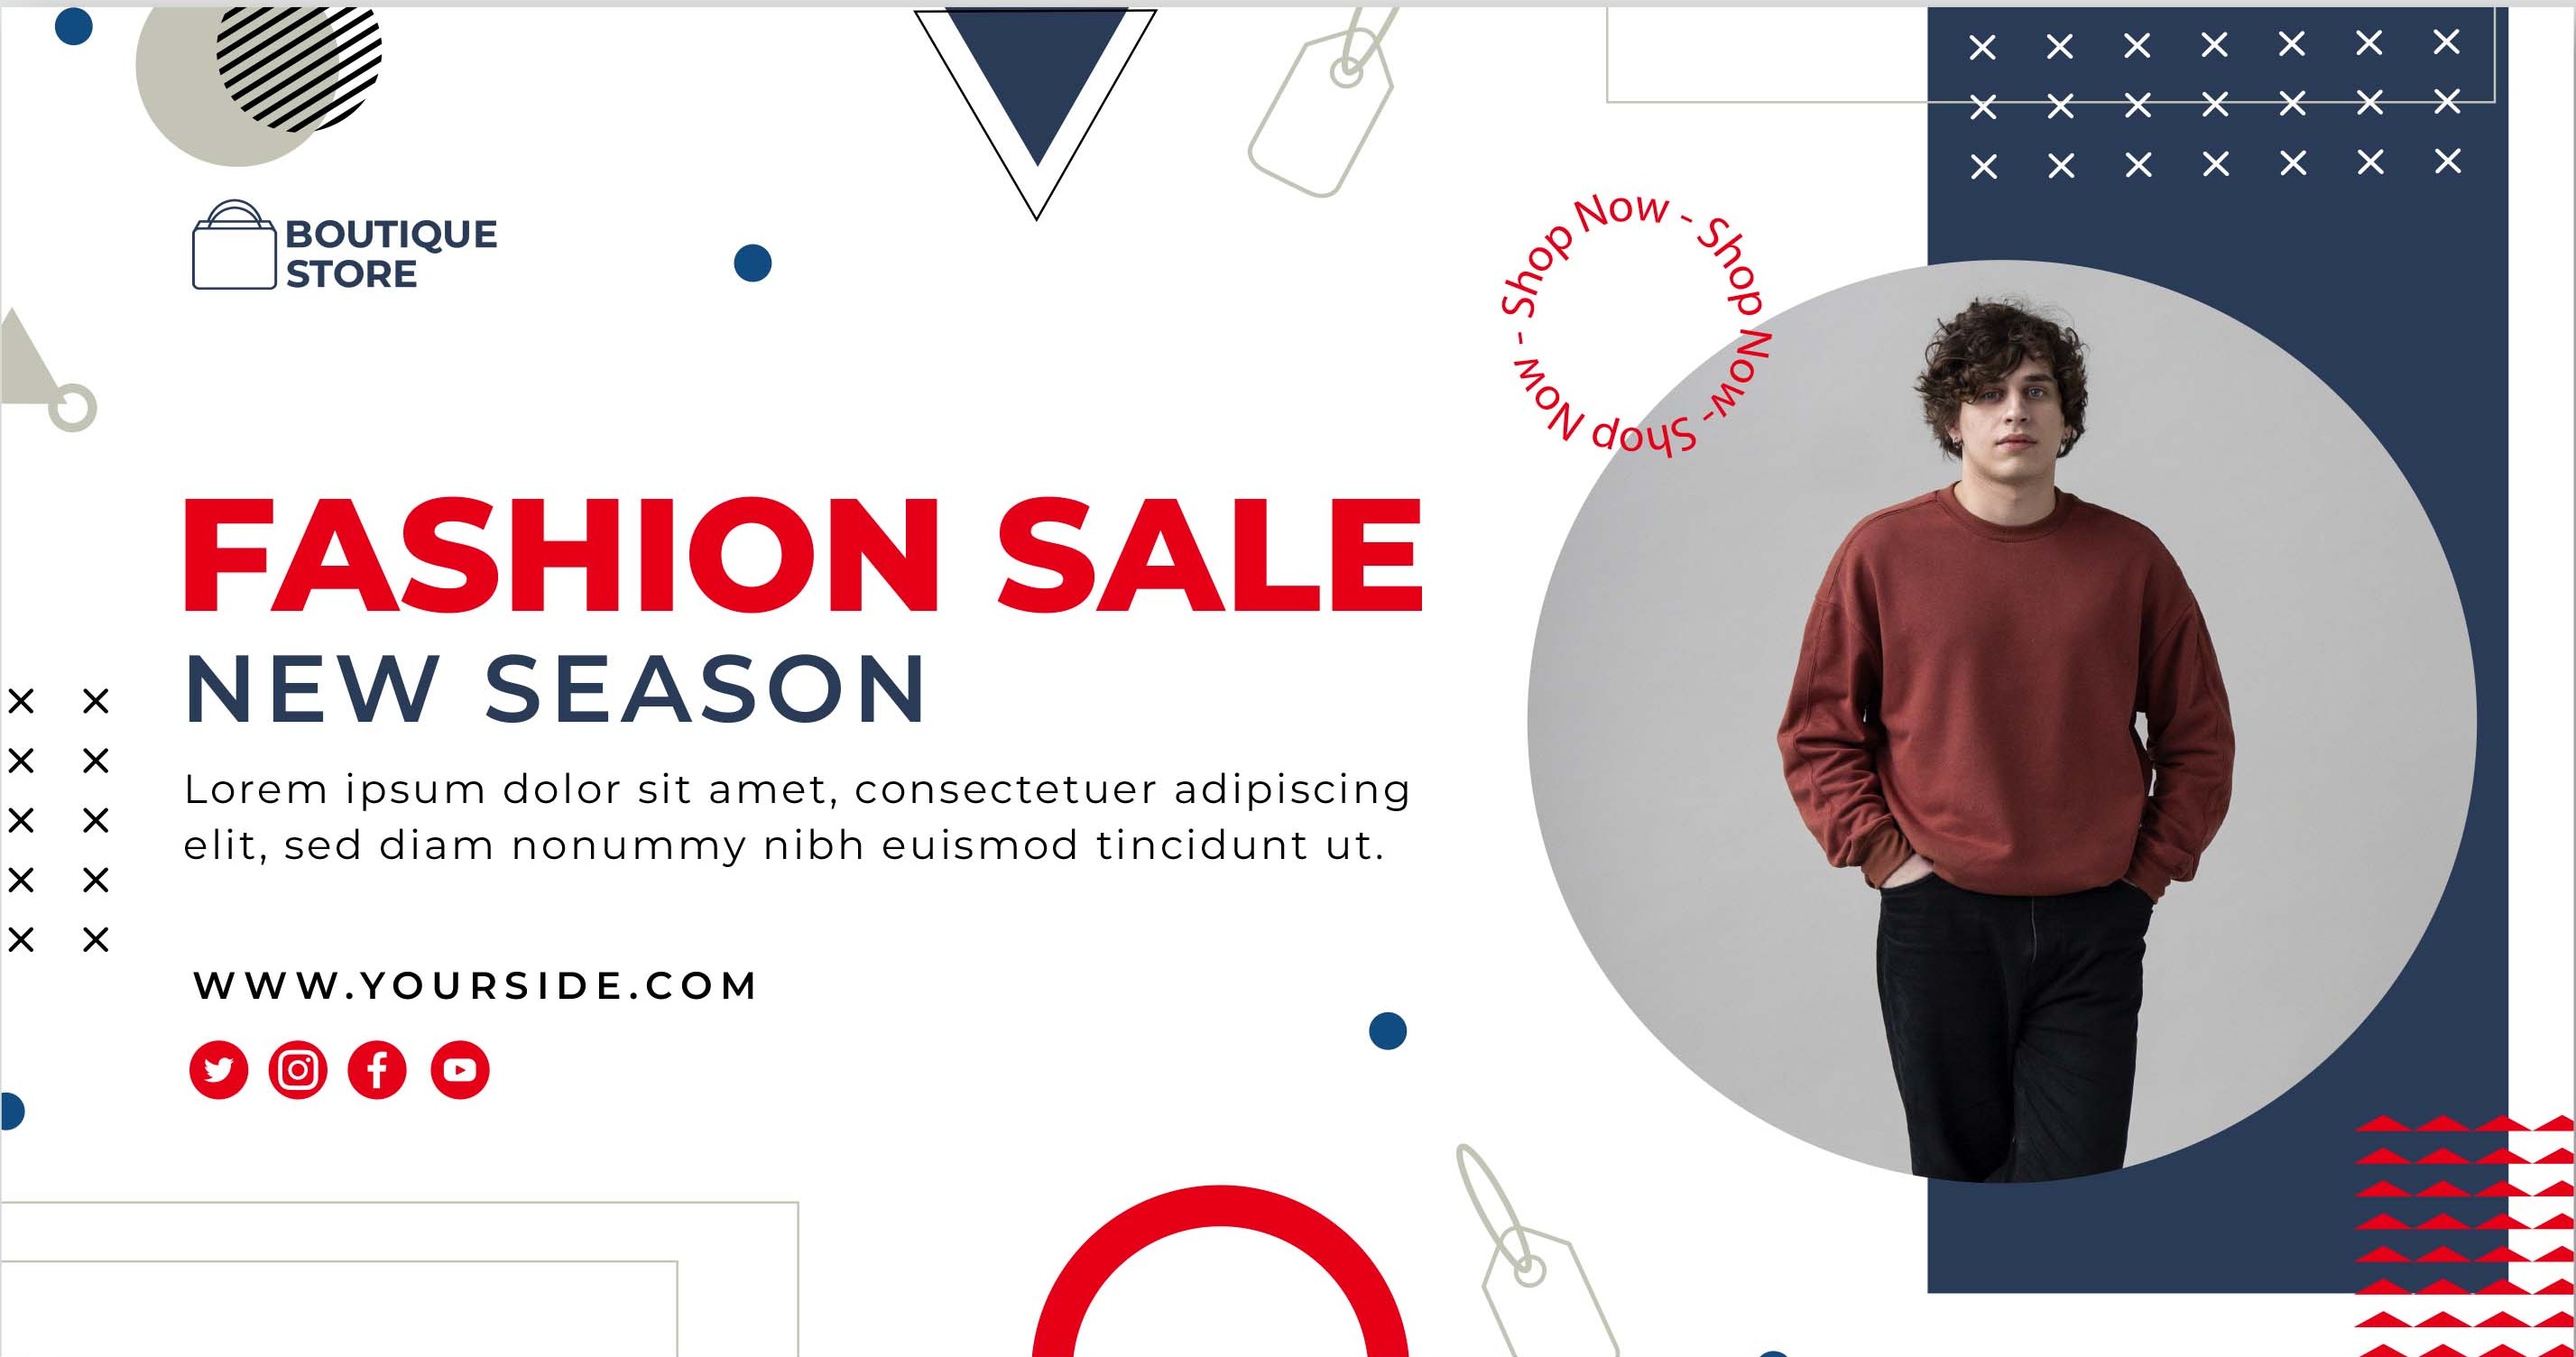 BOUTIQUE
STORE
Shop Now - Shop Now- Shop Now -
FASHION SALE
NEW SEASON
Lorem ipsum dolor sit amet, consectetuer adipiscing
elit, sed diam nonummy nibh euismod tincidunt ut.
WWW.YOURSIDE.COM